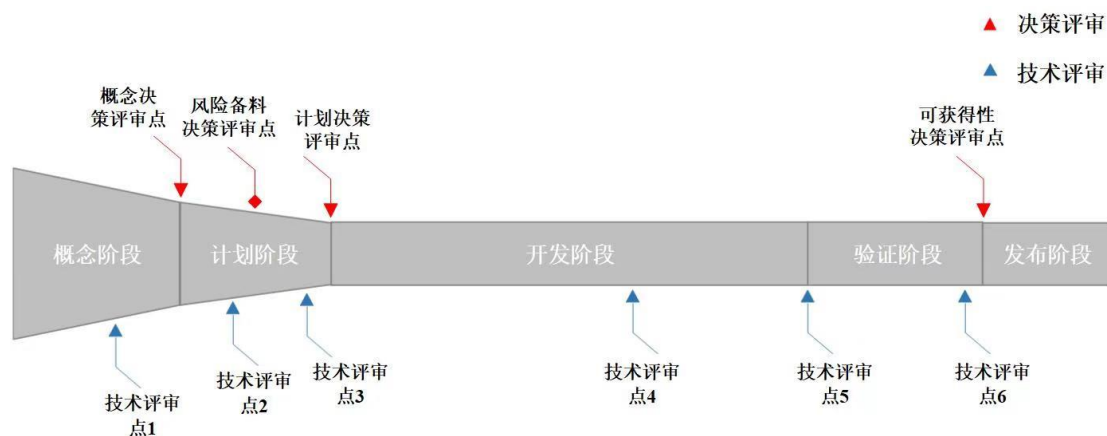 决策评审
技术评审
概念决
策评审点
风险备料
决策评审点
计划决策
评审点
可获得性
决策评审点
概念阶段
计划阶段
开发阶段
验证阶段
发布阶段
技术评审
点1
技术评审
点2
技术评审
点3
技术评审
点4
技术评审
点5
技术评审
点6